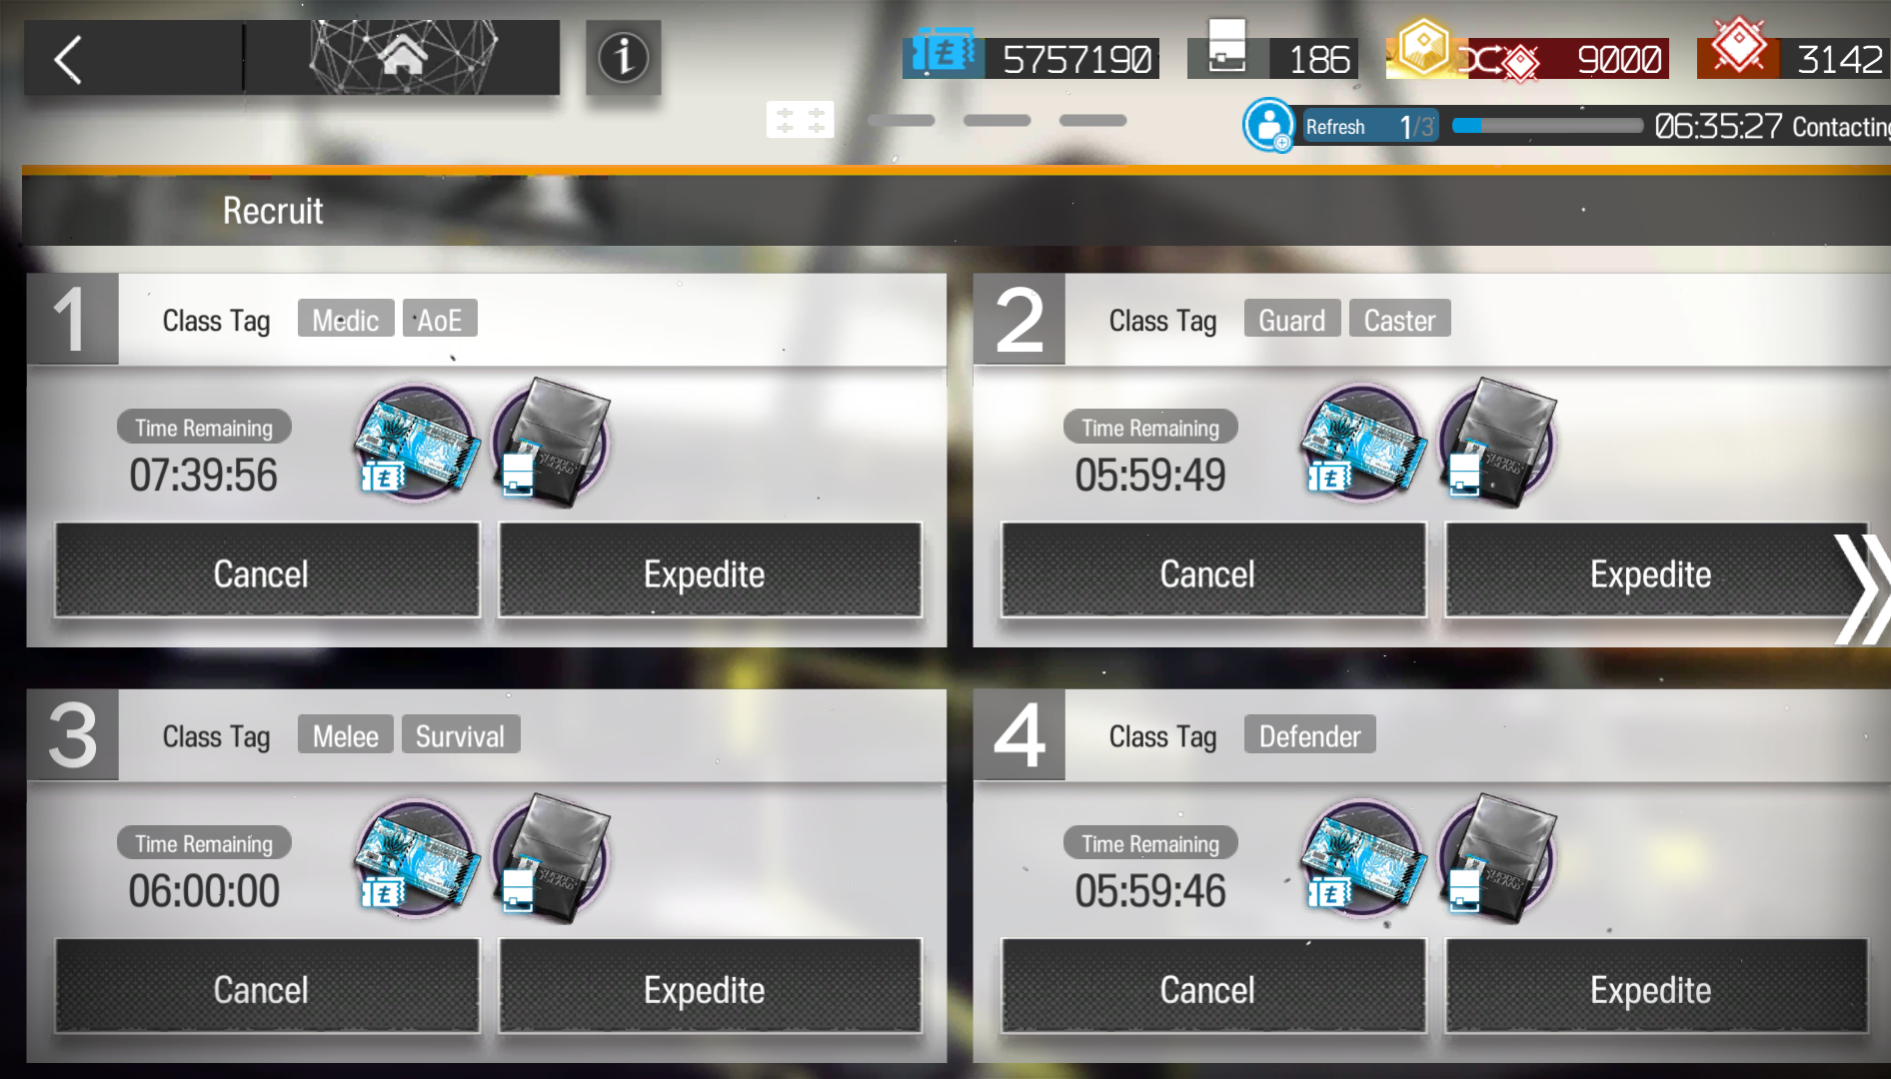 5757190 186 9000 3142
Refresh 1/3 06:35:27 Contacting
Recruit
1 Class Tag Medic AoE
Time Remaining
07:39:56
Cancel Expedite
2 Class Tag Guard Caster
Time Remaining
05:59:49
Cancel Expedite
3 Class Tag Melee Survival
Time Remaining
06:00:00
Cancel Expedite
4 Class Tag Defender
Time Remaining
05:59:46
Cancel Expedite